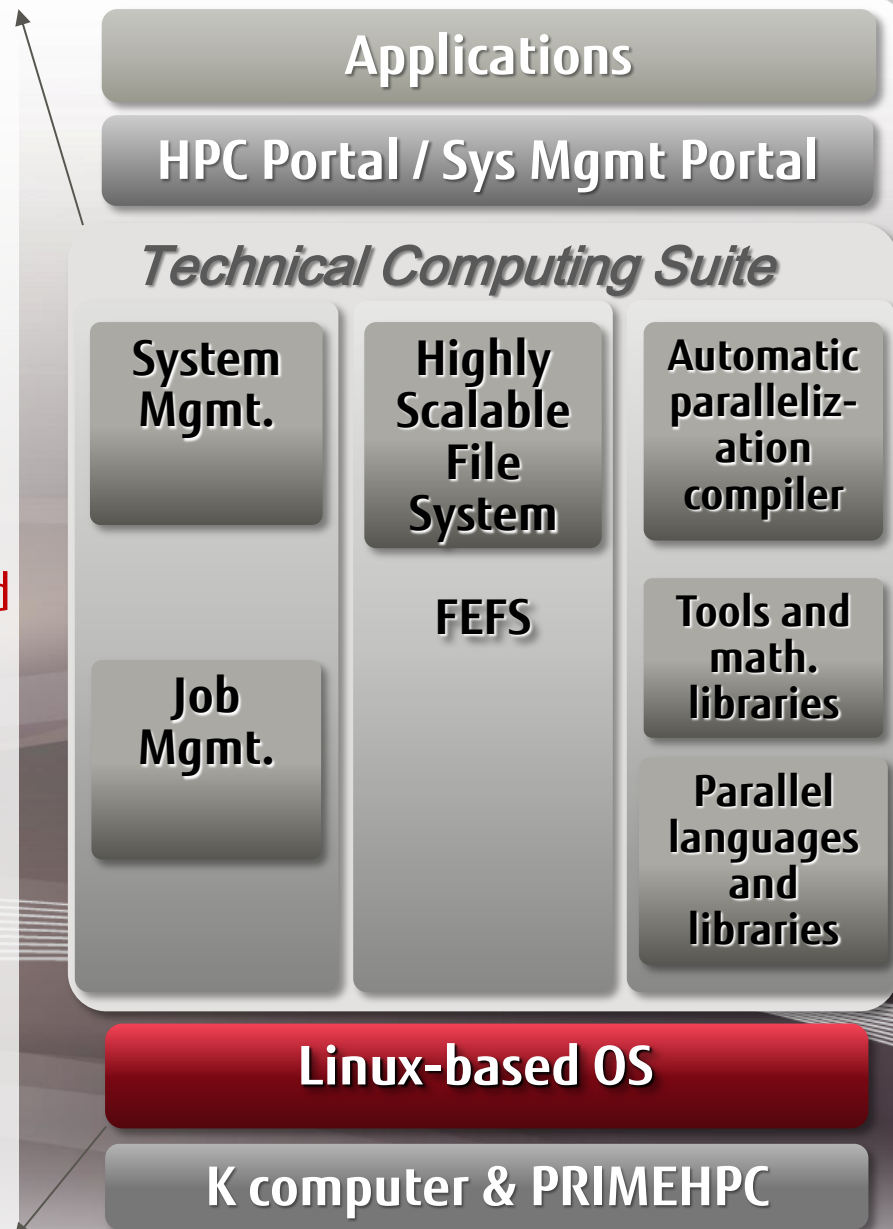 Applications
HPC Portal / Sys Mgmt Portal
Technical Computing Suite
System
Mgmt.
Job
Mgmt.
Highly
Scalable
File
System
FEFS
Automatic
paralleliz-
ation
compiler
Tools and
math.
libraries
Parallel
languages
and
libraries
Linux-based OS
K computer & PRIMEHPC